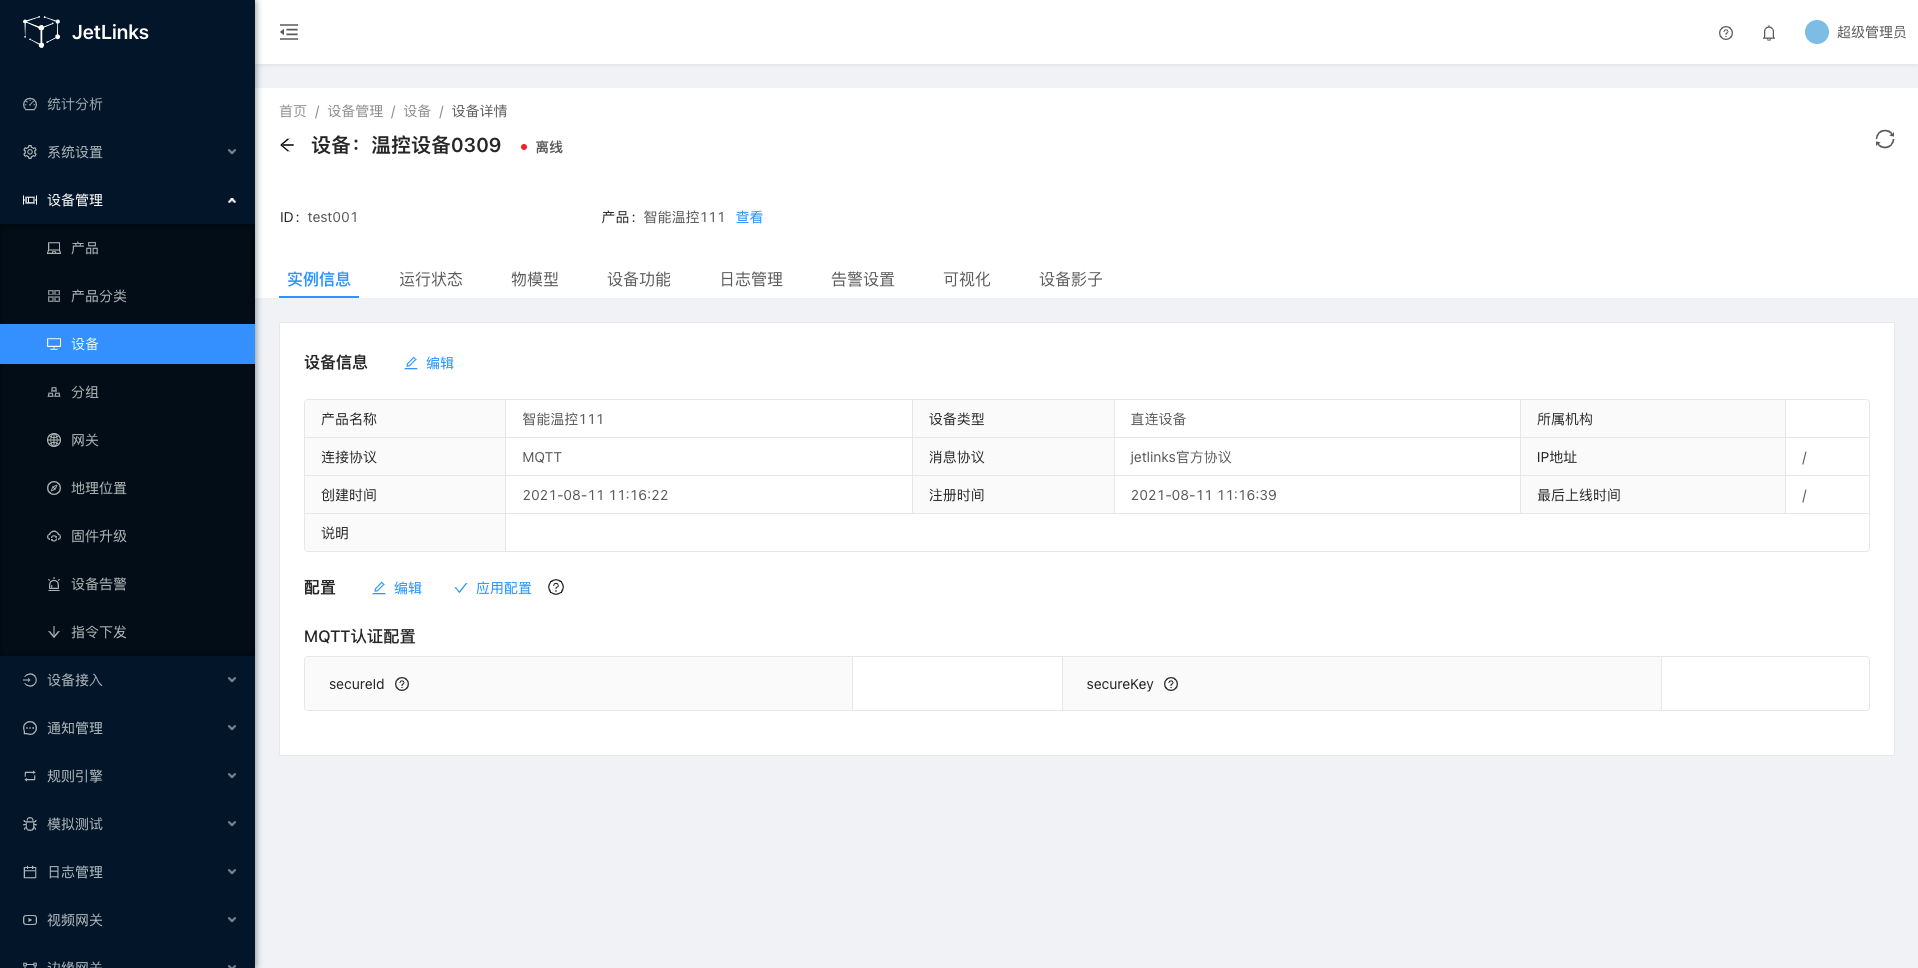 JetLinks
超级管理员
统计分析
系统设置
设备管理
产品
产品分类
设备
分组
网关
地理位置
固件升级
设备告警
指令下发
设备接入
通知管理
规则引擎
模拟测试
日志管理
视频网关
边缘网关
首页 / 设备管理 / 设备 / 设备详情
设备：温控设备0309 离线
ID：test001 产品：智能温控111 查看
实例信息 运行状态 物模型 设备功能 日志管理 告警设置 可视化 设备影子
设备信息 编辑
产品名称 智能温控111 设备类型 直连设备 所属机构
连接协议 MQTT 消息协议 jetlinks官方协议 IP地址 /
创建时间 2021-08-11 11:16:22 注册时间 2021-08-11 11:16:39 最后上线时间 /
说明
配置 编辑 应用配置
MQTT认证配置
secureId secureKey